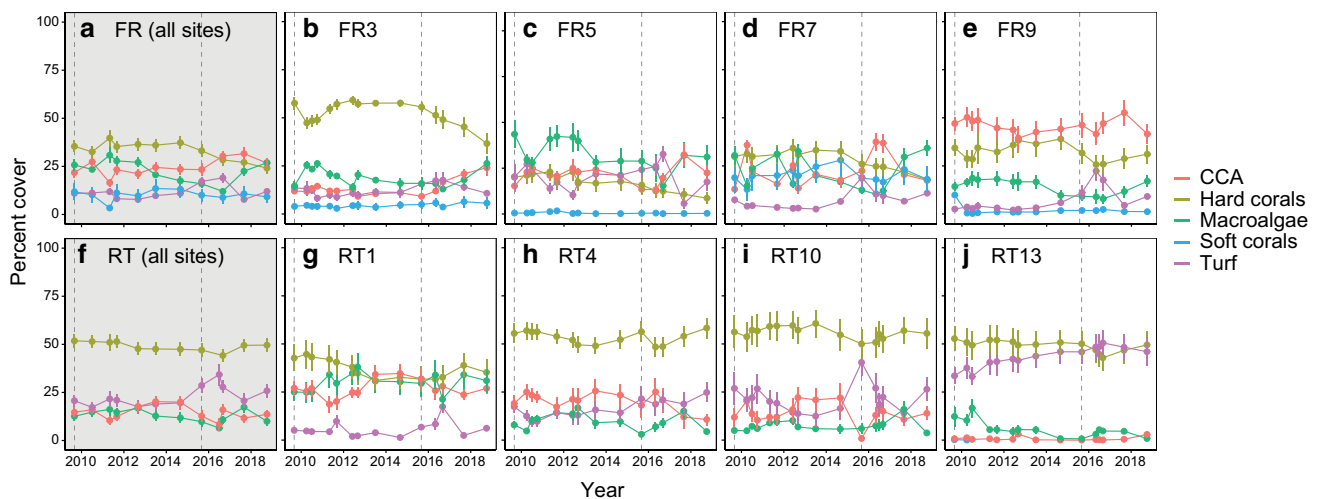 a FR (all sites)
b FR3
c FR5
d FR7
e FR9
100
75
50
25
0
CCA
Hard corals
Macroalgae
Soft corals
Turf
Percent cover
f RT (all sites)
g RT1
h RT4
i RT10
j RT13
100
75
50
25
0
2010 2012 2014 2016 2018
2010 2012 2014 2016 2018
2010 2012 2014 2016 2018
2010 2012 2014 2016 2018
2010 2012 2014 2016 2018
Year